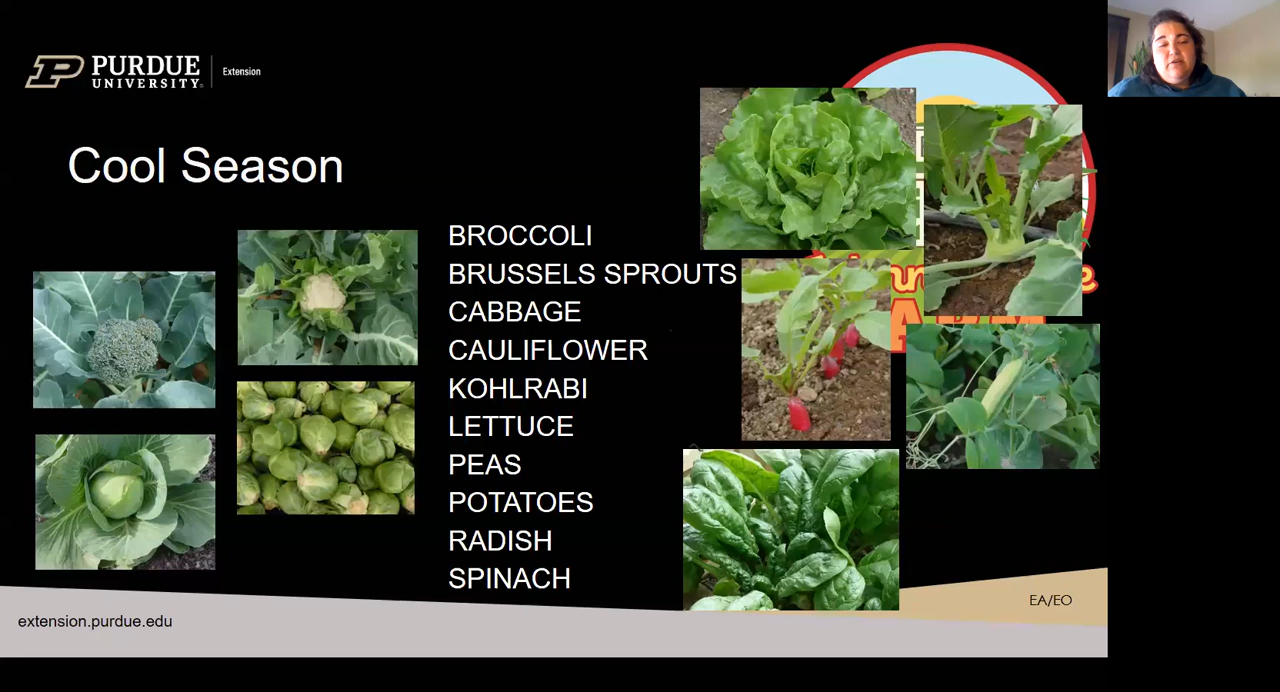 PURDUE
UNIVERSITY®
Extension
Cool Season
BROCCOLI
BRUSSELS SPROUTS
CABBAGE
CAULIFLOWER
KOHLRABI
LETTUCE
PEAS
POTATOES
RADISH
SPINACH
EA/EO
extension.purdue.edu